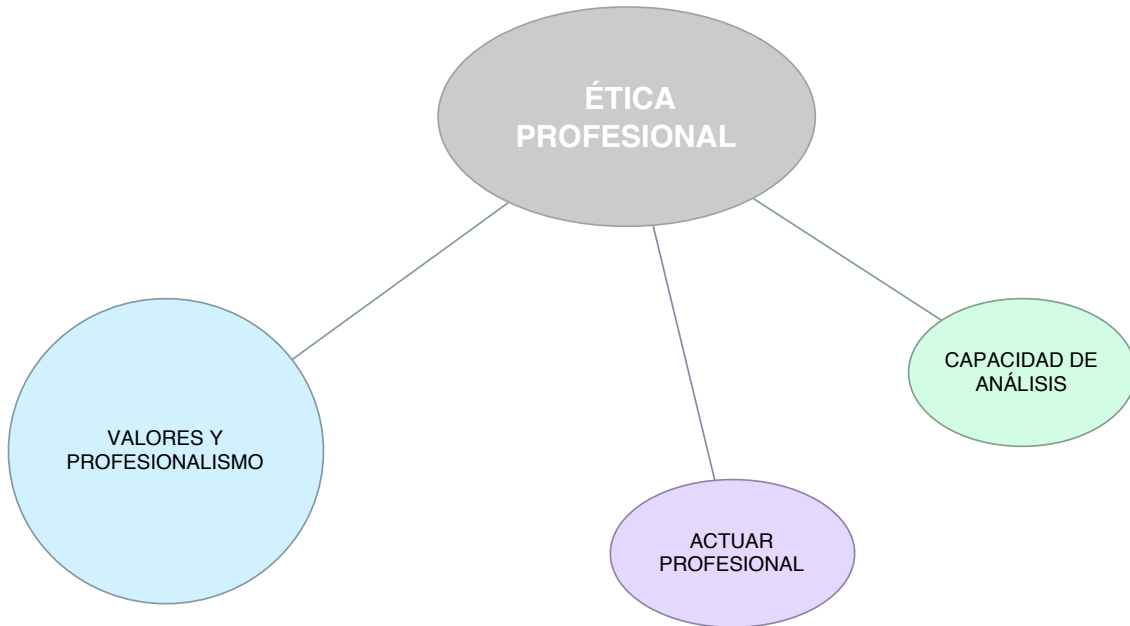 ÉTICA
PROFESIONAL
VALORES Y
PROFESIONALISMO
ACTUAR
PROFESIONAL
CAPACIDAD DE
ANÁLISIS